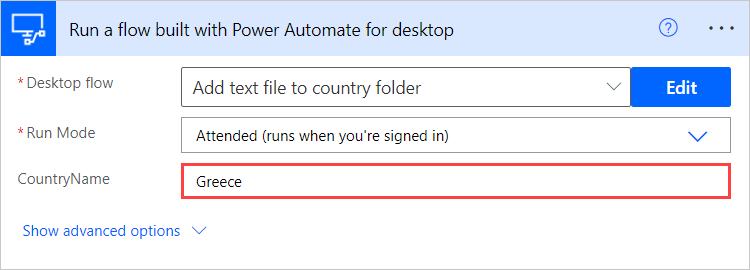 Run a flow built with Power Automate for desktop
* Desktop flow
Add text file to country folder
Edit
* Run Mode
Attended (runs when you're signed in)
CountryName
Greece
Show advanced options